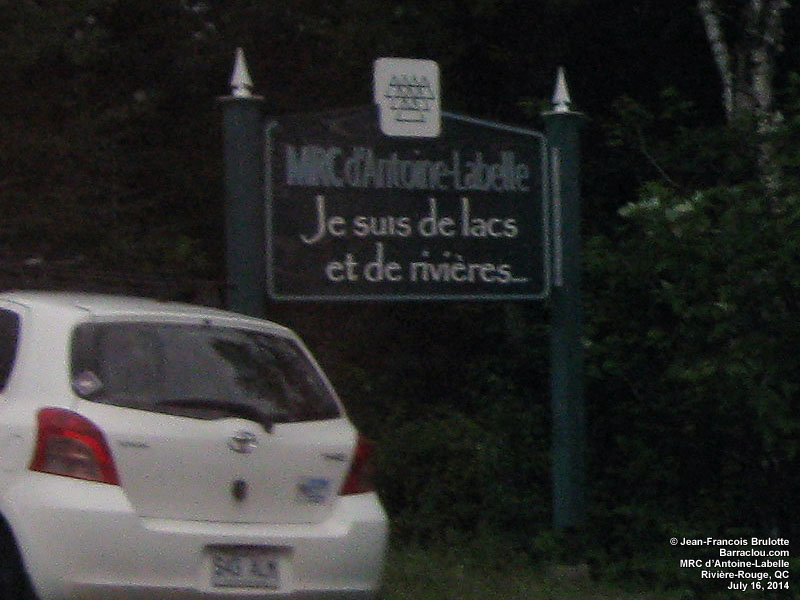 MRC d'Antoine-Labelle
Je suis de lacs
et de rivières...
© Jean-Francois Brulotte
Barraclou.com
MRC d'Antoine-Labelle
Rivière-Rouge, QC
July 16, 2014